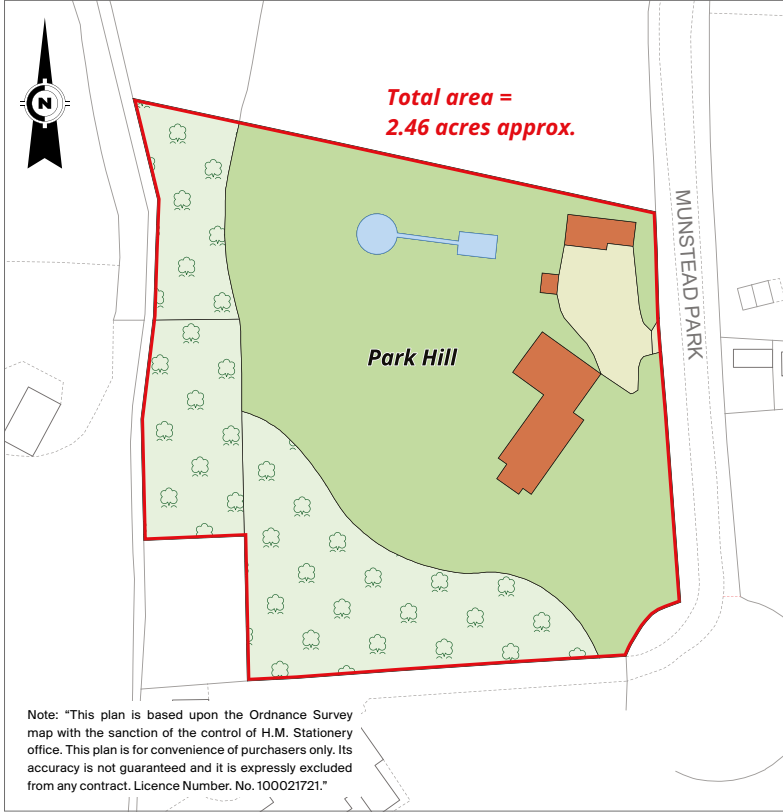 N
Total area =
2.46 acres approx.
MUNSTEAD PARK
Park Hill
Note: “This plan is based upon the Ordnance Survey
map with the sanction of the control of H.M. Stationery
office. This plan is for convenience of purchasers only. Its
accuracy is not guaranteed and it is expressly excluded
from any contract. Licence Number. No. 100021721.”